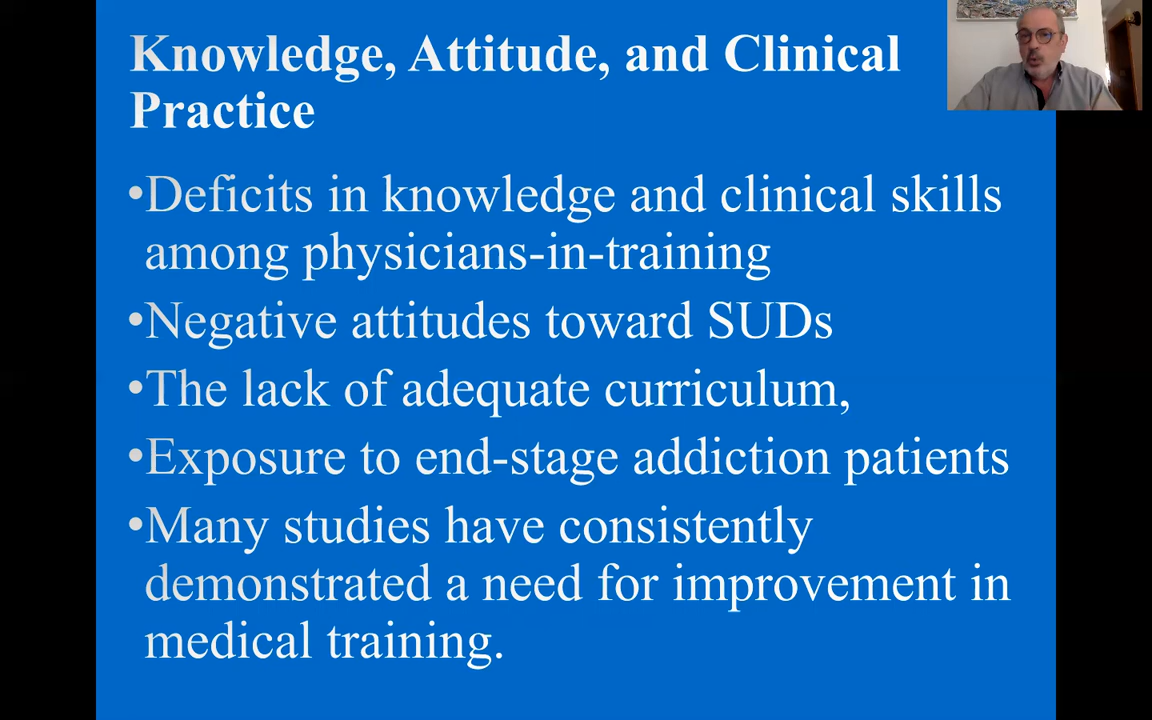 Knowledge, Attitude, and Clinical
Practice
•Deficits in knowledge and clinical skills
among physicians-in-training
•Negative attitudes toward SUDs
•The lack of adequate curriculum,
•Exposure to end-stage addiction patients
•Many studies have consistently
demonstrated a need for improvement in
medical training.